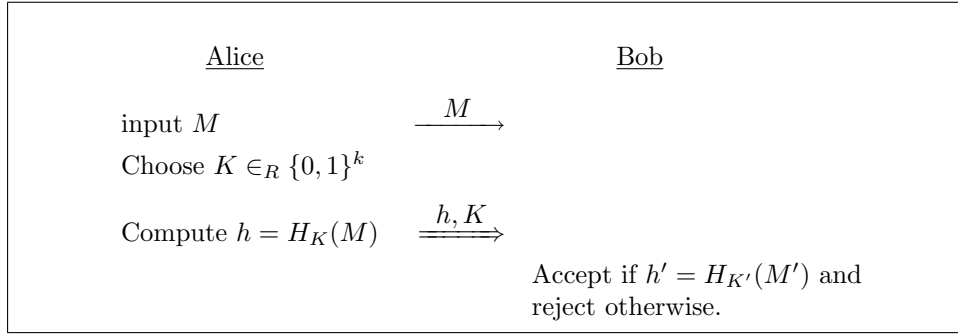 Alice Bob
input M M
Choose K ∈_R {0, 1}^k
Compute h = H_K(M) h, K
Accept if h′ = H_{K′}(M′) and
reject otherwise.